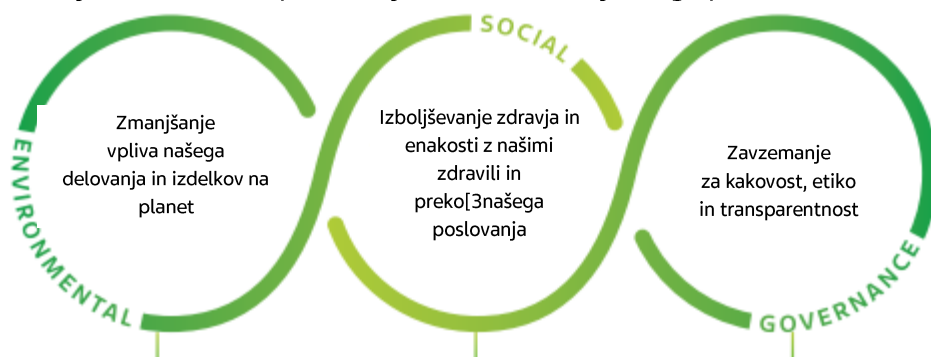 SOCIAL
ENVIRONMENTAL
Zmanjšanje
vpliva našega
delovanja in izdelkov na
planet
Izboljševanje zdravja in
enakosti z našimi
zdravili in
preko[3našega
poslovanja
Zavzemanje
za kakovost, etiko
in transparentnost
GOVERNANCE